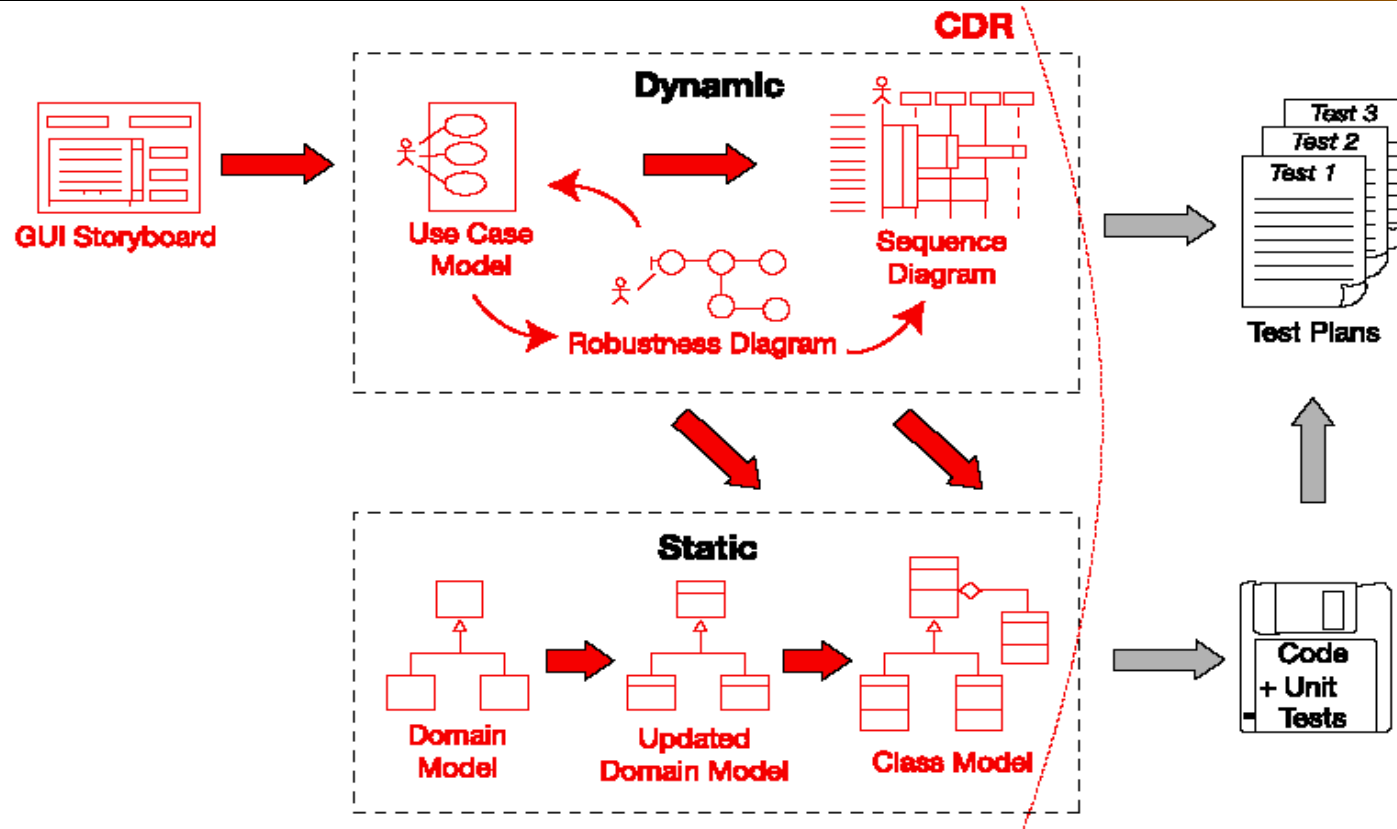 CDR
Dynamic
GUI Storyboard
Use Case
Model
Robustness Diagram
Sequence
Diagram
Test 3
Test 2
Test 1
Test Plans
Static
Domain
Model
Updated
Domain Model
Class Model
Code
+ Unit
Tests